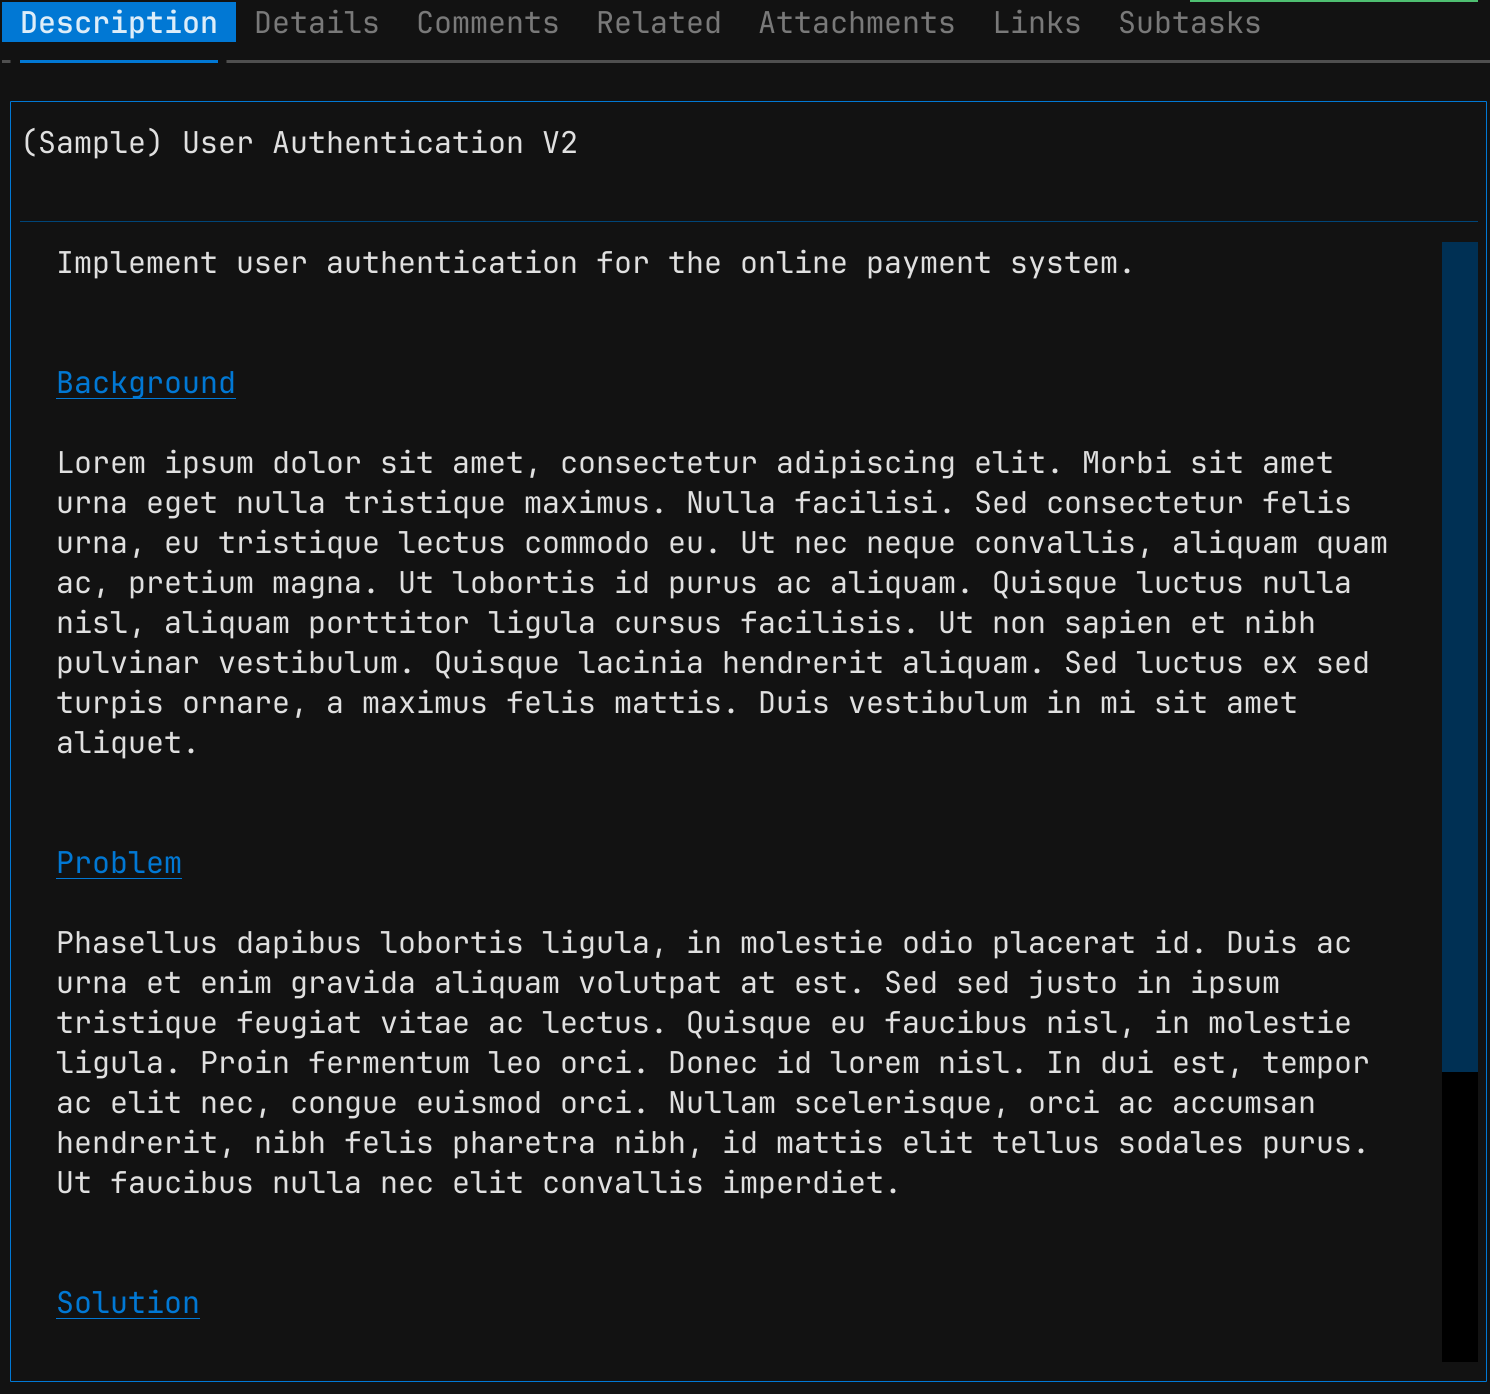 Description Details Comments Related Attachments Links Subtasks
(Sample) User Authentication V2
Implement user authentication for the online payment system.
Background
Lorem ipsum dolor sit amet, consectetur adipiscing elit. Morbi sit amet
urna eget nulla tristique maximus. Nulla facilisi. Sed consectetur felis
urna, eu tristique lectus commodo eu. Ut nec neque convallis, aliquam quam
ac, pretium magna. Ut lobortis id purus ac aliquam. Quisque luctus nulla
nisl, aliquam porttitor ligula cursus facilisis. Ut non sapien et nibh
pulvinar vestibulum. Quisque lacinia hendrerit aliquam. Sed luctus ex sed
turpis ornare, a maximus felis mattis. Duis vestibulum in mi sit amet
aliquet.
Problem
Phasellus dapibus lobortis ligula, in molestie odio placerat id. Duis ac
urna et enim gravida aliquam volutpat at est. Sed sed justo in ipsum
tristique feugiat vitae ac lectus. Quisque eu faucibus nisl, in molestie
ligula. Proin fermentum leo orci. Donec id lorem nisl. In dui est, tempor
ac elit nec, congue euismod orci. Nullam scelerisque, orci ac accumsan
hendrerit, nibh felis pharetra nibh, id mattis elit tellus sodales purus.
Ut faucibus nulla nec elit convallis imperdiet.
Solution